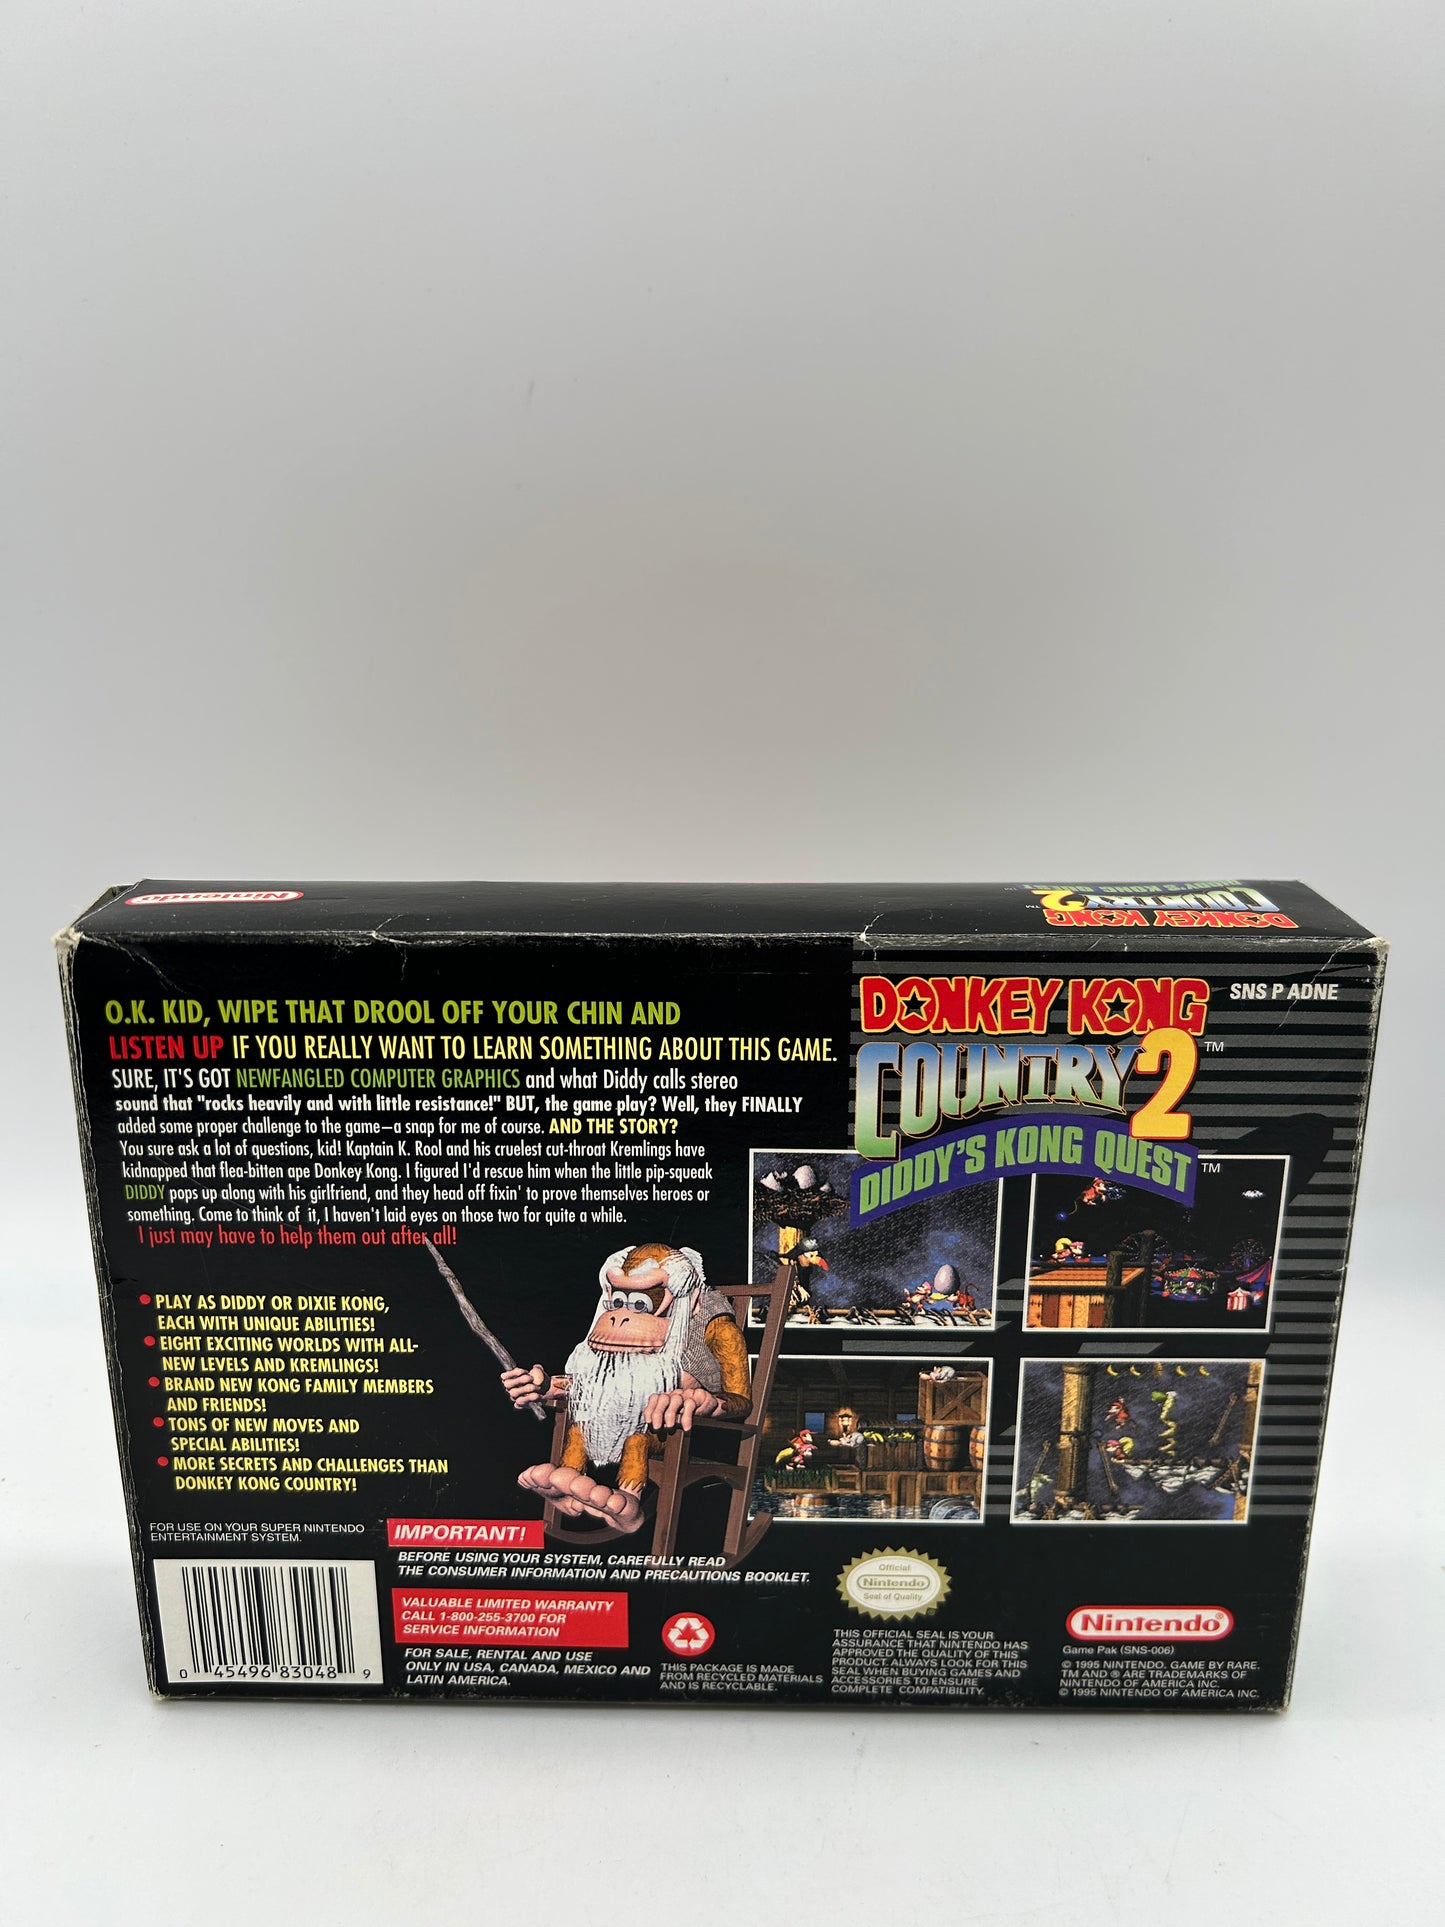 Nintendo
DONKEY KONG
COUNTRY 2 ™
DIDDY'S KONG QUEST
O.K. KID, WIPE THAT DROOL OFF YOUR CHIN AND
LISTEN UP IF YOU REALLY WANT TO LEARN SOMETHING ABOUT THIS GAME.
SURE, IT'S GOT NEWFANGLED COMPUTER GRAPHICS and what Diddy calls stereo
sound that "rocks heavily and with little resistance!" BUT, the game play? Well, they FINALLY
added some proper challenge to the game—a snap for me of course. AND THE STORY?
You sure ask a lot of questions, kid! Kaptain K. Rool and his cruelest cut-throat Kremlings have
kidnapped that flea-bitten ape Donkey Kong. I figured I'd rescue him when the little pip-squeak
DIDDY pops up along with his girlfriend, and they head off fixin' to prove themselves heroes or
something. Come to think of it, I haven't laid eyes on those two for quite a while.
I just may have to help them out after all!
• PLAY AS DIDDY OR DIXIE KONG,
EACH WITH UNIQUE ABILITIES!
• EIGHT EXCITING WORLDS WITH ALL-
NEW LEVELS AND KREMLINGS!
• BRAND NEW KONG FAMILY MEMBERS
AND FRIENDS!
• TONS OF NEW MOVES AND
SPECIAL ABILITIES!
• MORE SECRETS AND CHALLENGES THAN
DONKEY KONG COUNTRY!
DONKEY KONG
COUNTRY 2 ™
DIDDY'S KONG QUEST ™
SNS P ADNE
FOR USE ON YOUR SUPER NINTENDO
ENTERTAINMENT SYSTEM.
0 45496 83048 9
IMPORTANT!
BEFORE USING YOUR SYSTEM, CAREFULLY READ
THE CONSUMER INFORMATION AND PRECAUTIONS BOOKLET.
VALUABLE LIMITED WARRANTY
CALL 1-800-255-3700 FOR
SERVICE INFORMATION
FOR SALE, RENTAL AND USE
ONLY IN USA, CANADA, MEXICO AND
LATIN AMERICA.
THIS PACKAGE IS MADE
FROM RECYCLED MATERIALS
AND IS RECYCLABLE.
Official
Nintendo
Seal of Quality
THIS OFFICIAL SEAL IS YOUR
ASSURANCE THAT NINTENDO HAS
APPROVED THE QUALITY OF THIS
PRODUCT. ALWAYS LOOK FOR THIS
SEAL WHEN BUYING GAMES AND
ACCESSORIES TO ENSURE
COMPLETE COMPATIBILITY.
Nintendo®
Game Pak (SNS-006)
© 1995 NINTENDO. GAME BY RARE.
TM AND ® ARE TRADEMARKS OF
NINTENDO OF AMERICA INC.
© 1995 NINTENDO OF AMERICA INC.